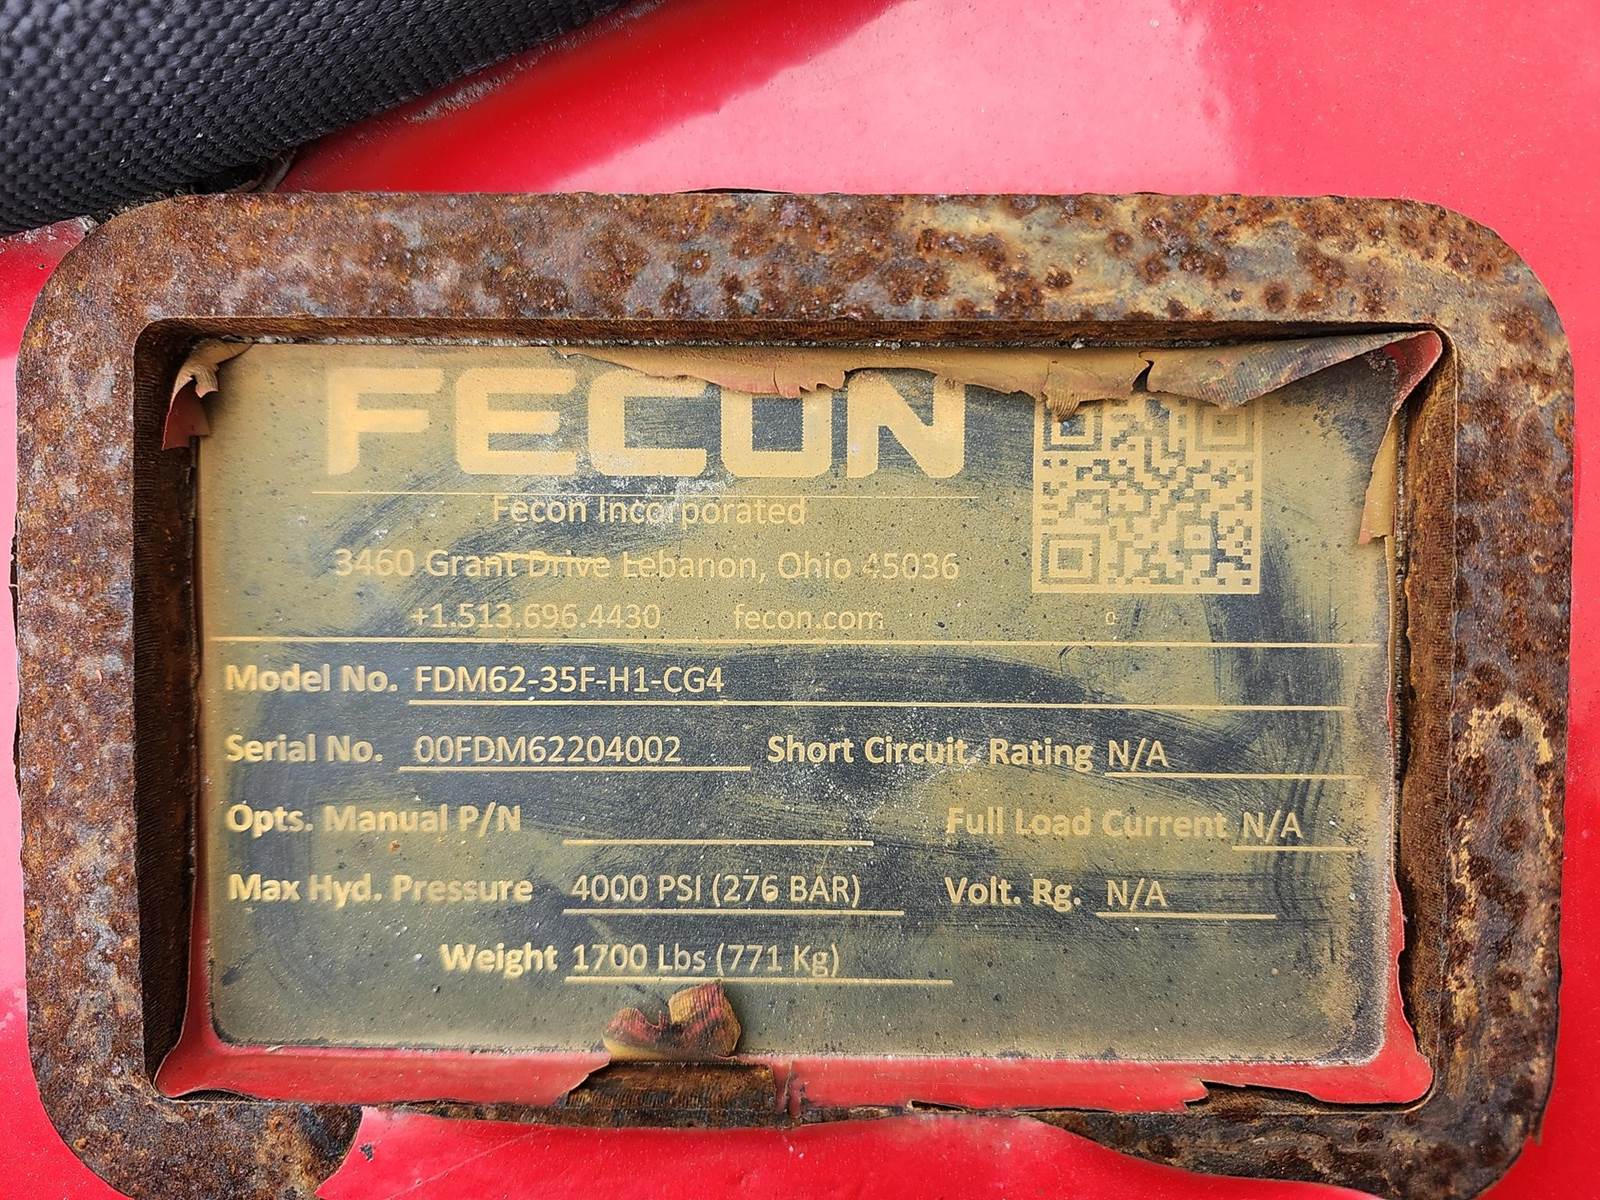 FECON
Fecon Incorporated
3460 Grant Drive Lebanon, Ohio 45036
+1.513.696.4430 fecon.com
0
Model No. FDM62-35F-H1-CG4
Serial No. 00FDM62204002 Short Circuit Rating N/A
Opts. Manual P/N Full Load Current N/A
Max Hyd. Pressure 4000 PSI (276 BAR) Volt. Rg. N/A
Weight 1700 Lbs (771 Kg)